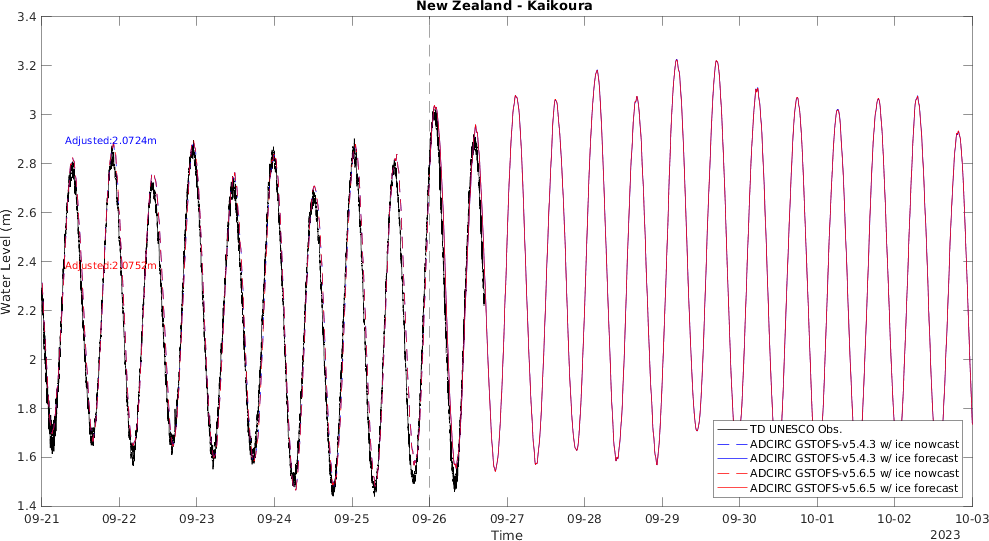 New Zealand - Kaikoura
Water Level (m)
3.4
3.2
3
2.8
2.6
2.4
2.2
2
1.8
1.6
1.4
Adjusted:2.0724m
Adjusted:2.0752m
TD UNESCO Obs.
ADCIRC GSTOFS-v5.4.3 w/ ice nowcast
ADCIRC GSTOFS-v5.4.3 w/ ice forecast
ADCIRC GSTOFS-v5.6.5 w/ ice nowcast
ADCIRC GSTOFS-v5.6.5 w/ ice forecast
09-21 09-22 09-23 09-24 09-25 09-26 09-27 09-28 09-29 09-30 10-01 10-02 10-03
Time
2023